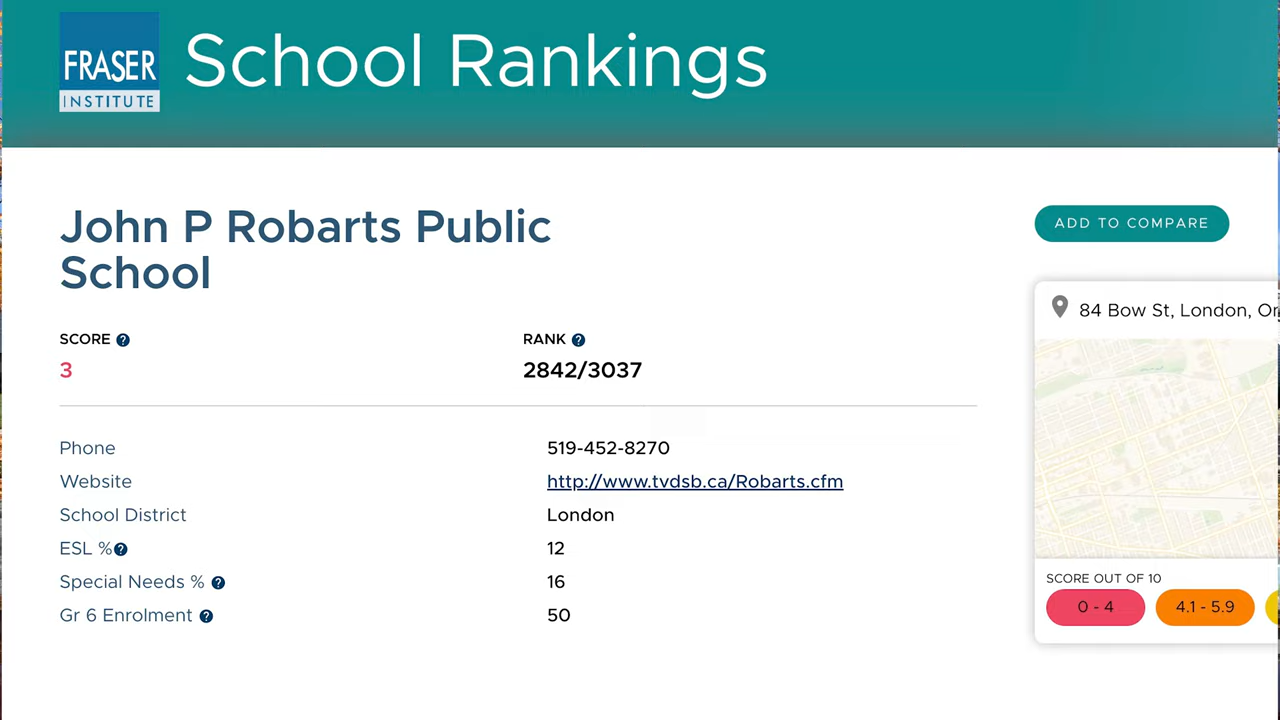 FRASER
INSTITUTE
School Rankings
John P Robarts Public
School
ADD TO COMPARE
84 Bow St, London, On
SCORE ?
RANK ?
3
2842/3037
Phone
519-452-8270
Website
http://www.tvdsb.ca/Robarts.cfm
School District
London
ESL % ?
12
Special Needs % ?
16
Gr 6 Enrolment ?
50
SCORE OUT OF 10
0 - 4
4.1 - 5.9